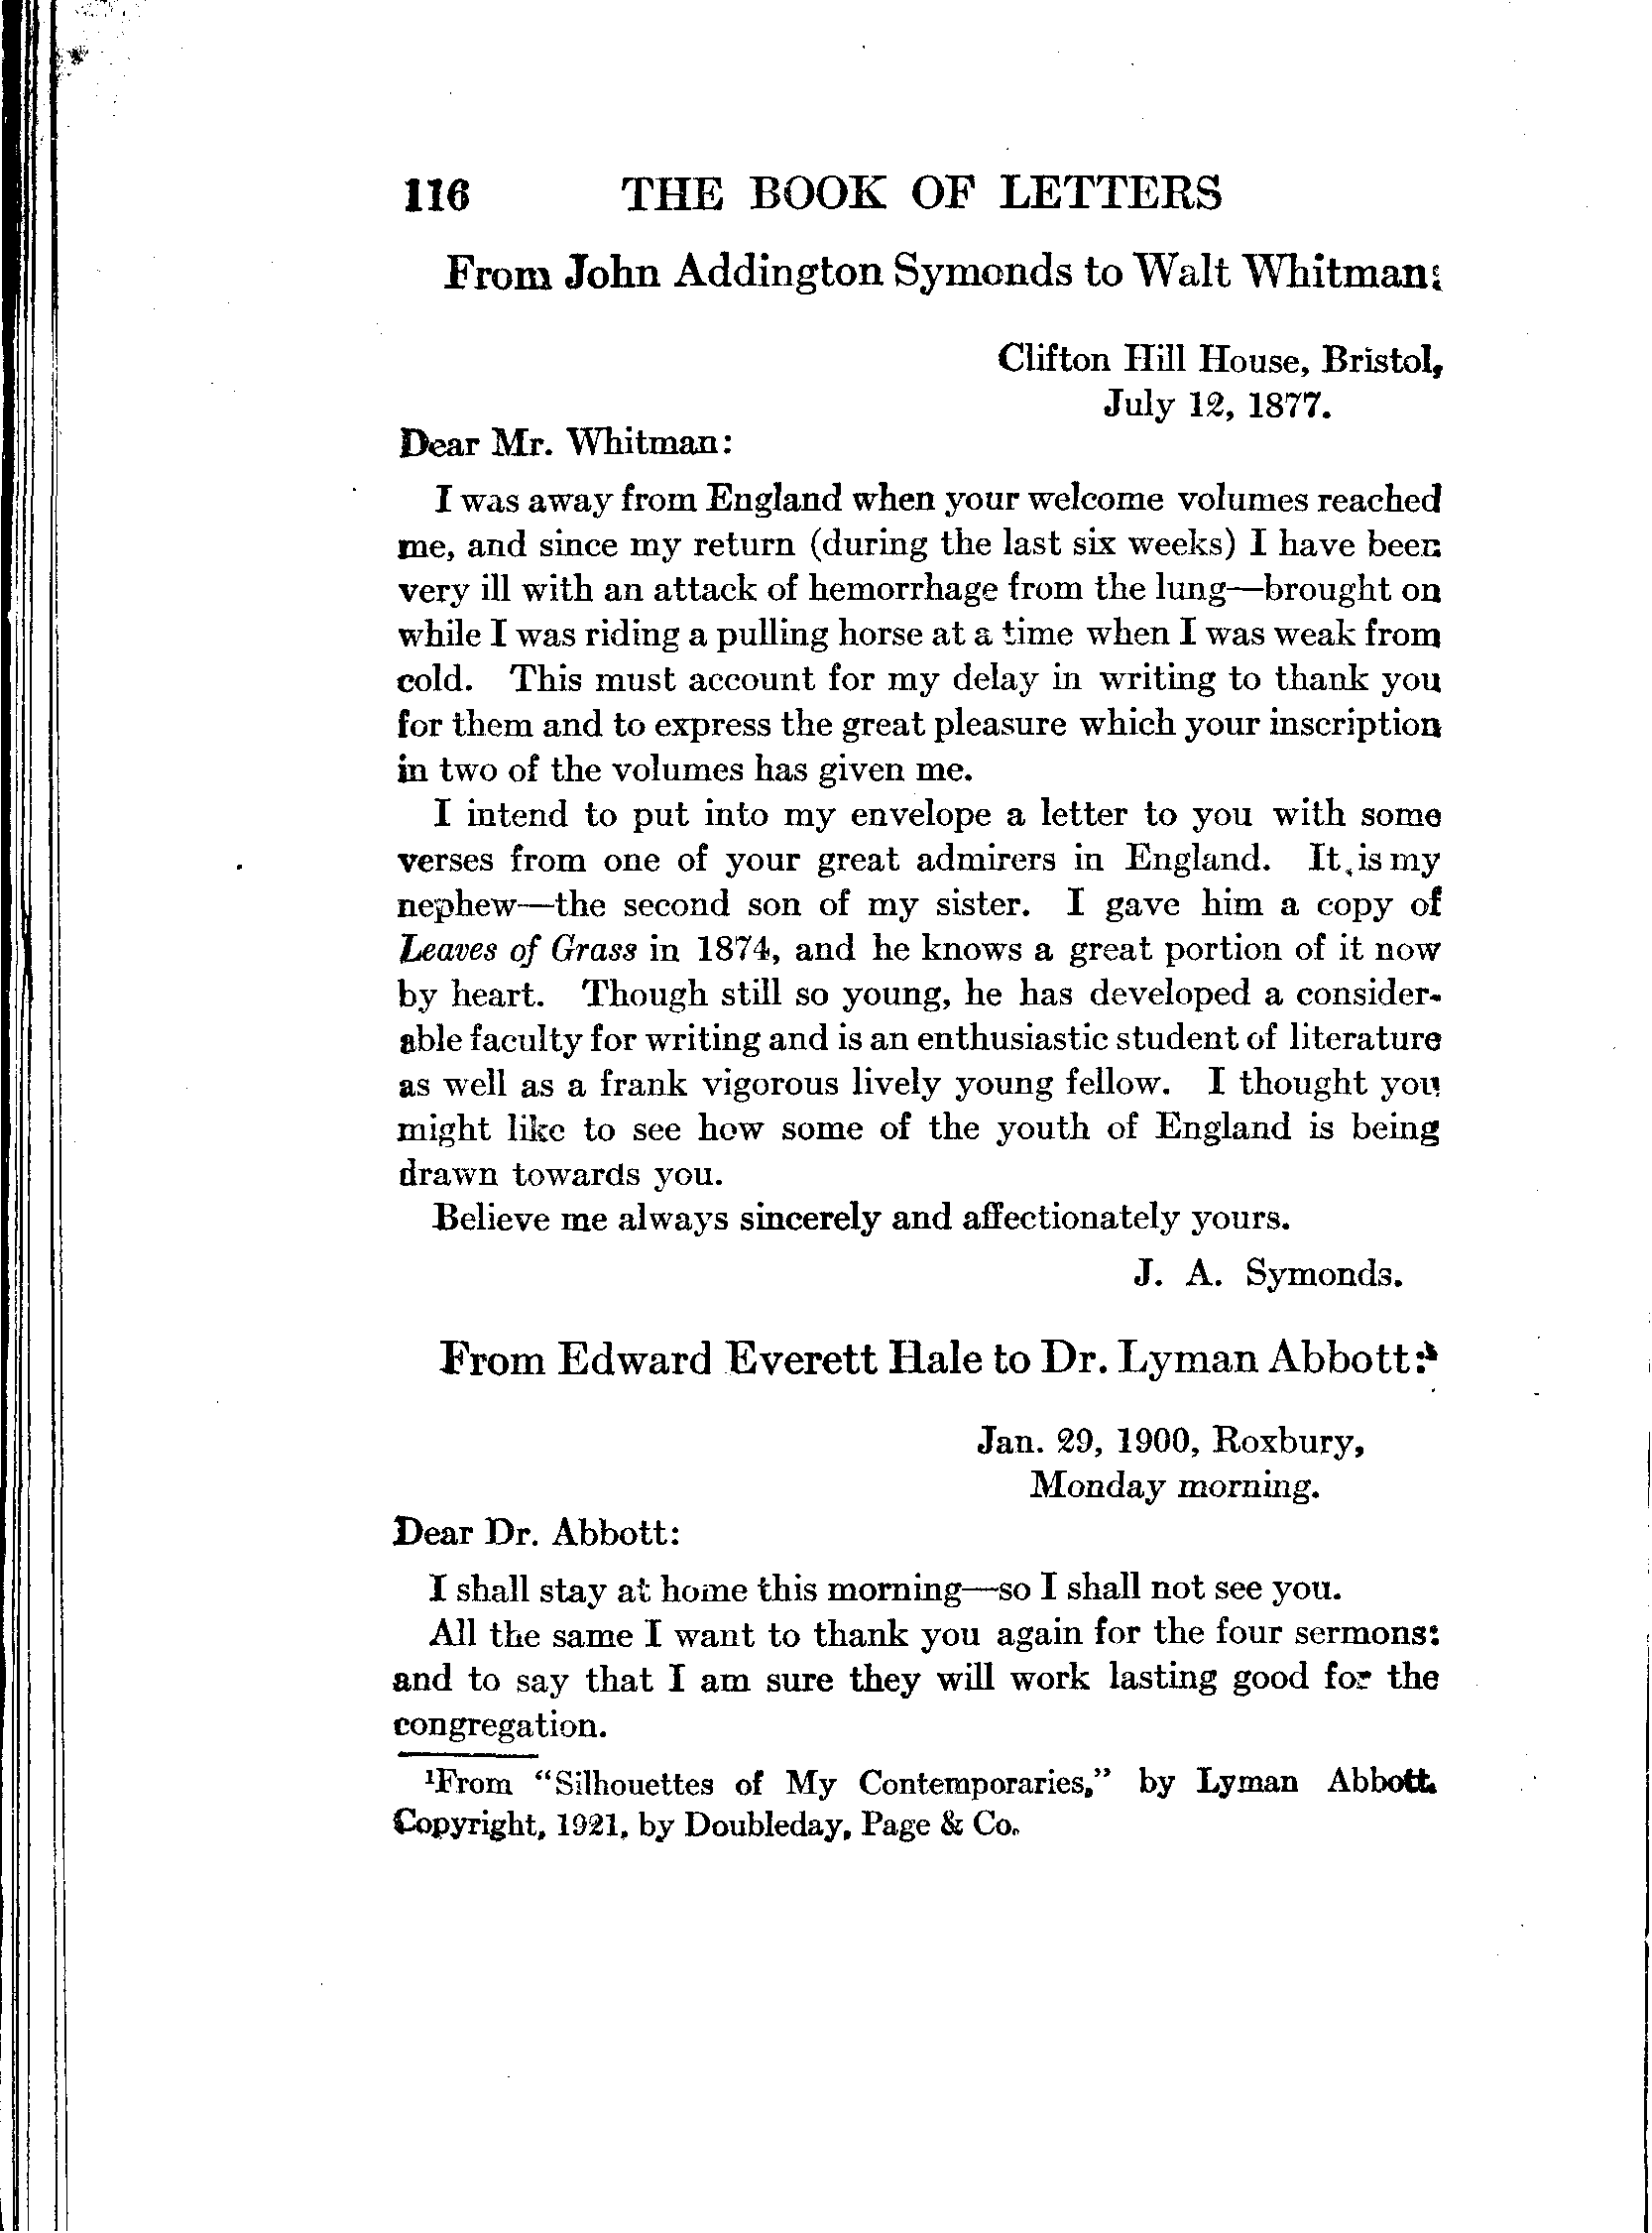 116 THE BOOK OF LETTERS
From John Addington Symonds to Walt Whitman:
Clifton Hill House, Bristol,
July 12, 1877.
Dear Mr. Whitman:
I was away from England when your welcome volumes reached
me, and since my return (during the last six weeks) I have been
very ill with an attack of hemorrhage from the lung—brought on
while I was riding a pulling horse at a time when I was weak from
cold. This must account for my delay in writing to thank you
for them and to express the great pleasure which your inscription
in two of the volumes has given me.
I intend to put into my envelope a letter to you with some
verses from one of your great admirers in England. It is my
nephew—the second son of my sister. I gave him a copy of
Leaves of Grass in 1874, and he knows a great portion of it now
by heart. Though still so young, he has developed a consider-
able faculty for writing and is an enthusiastic student of literature
as well as a frank vigorous lively young fellow. I thought you
might like to see how some of the youth of England is being
drawn towards you.
Believe me always sincerely and affectionately yours.
J. A. Symonds.
From Edward Everett Hale to Dr. Lyman Abbott:¹
Jan. 29, 1900, Roxbury,
Monday morning.
Dear Dr. Abbott:
I shall stay at home this morning—so I shall not see you.
All the same I want to thank you again for the four sermons:
and to say that I am sure they will work lasting good for the
congregation.
¹From “Silhouettes of My Contemporaries,” by Lyman Abbott.
Copyright, 1921, by Doubleday, Page & Co.